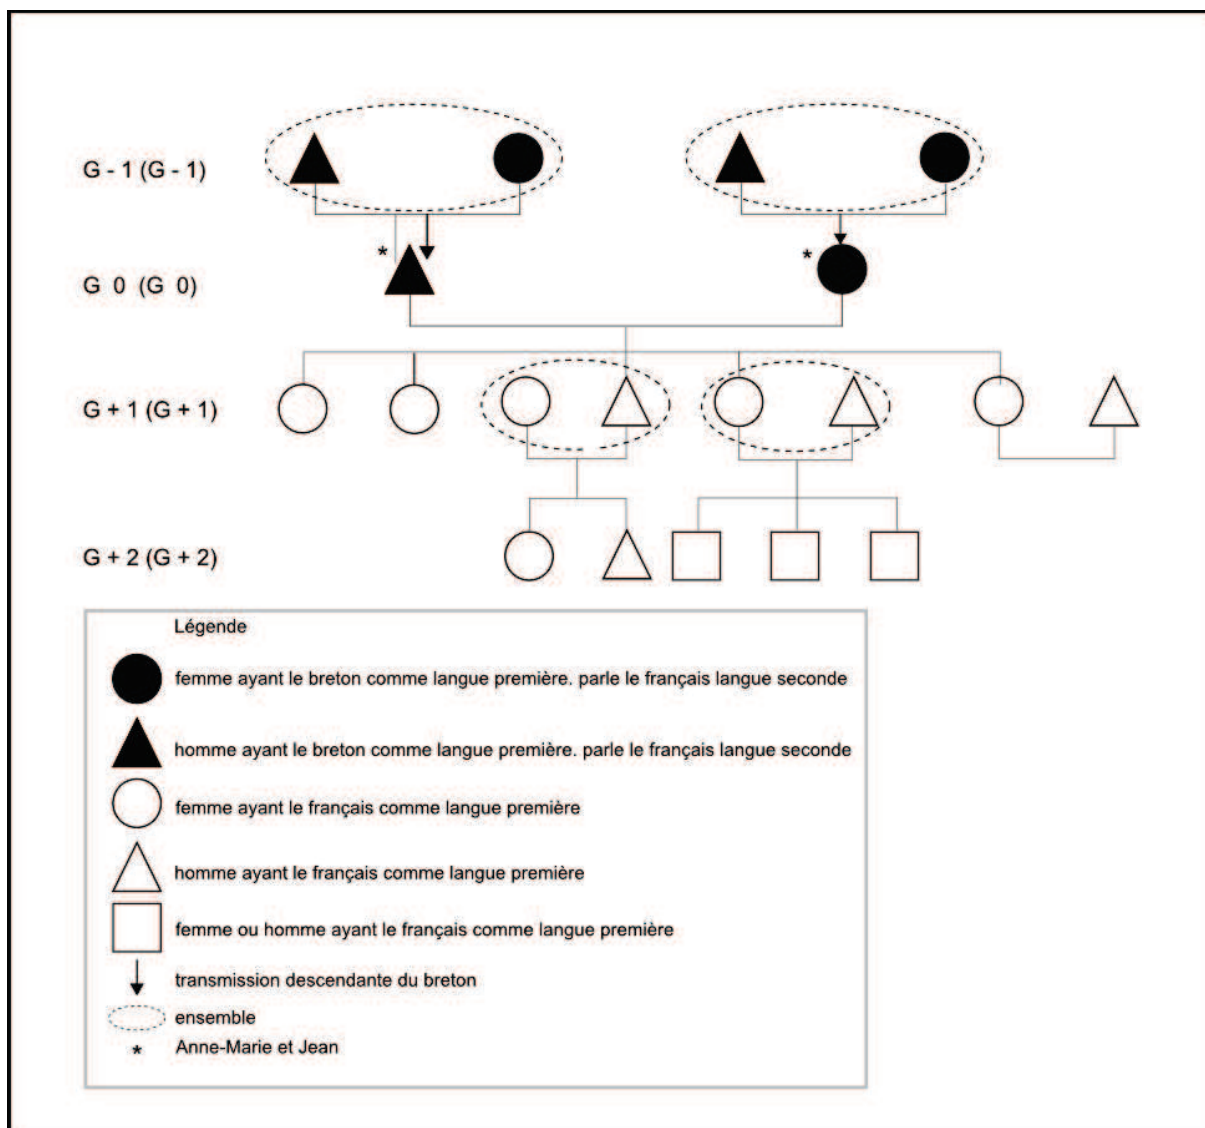 G - 1 (G - 1)
*
*
G 0 (G 0)
G + 1 (G + 1)
G + 2 (G + 2)
Légende
femme ayant le breton comme langue première. parle le français langue seconde
homme ayant le breton comme langue première. parle le français langue seconde
femme ayant le français comme langue première
homme ayant le français comme langue première
femme ou homme ayant le français comme langue première
transmission descendante du breton
ensemble
* Anne-Marie et Jean